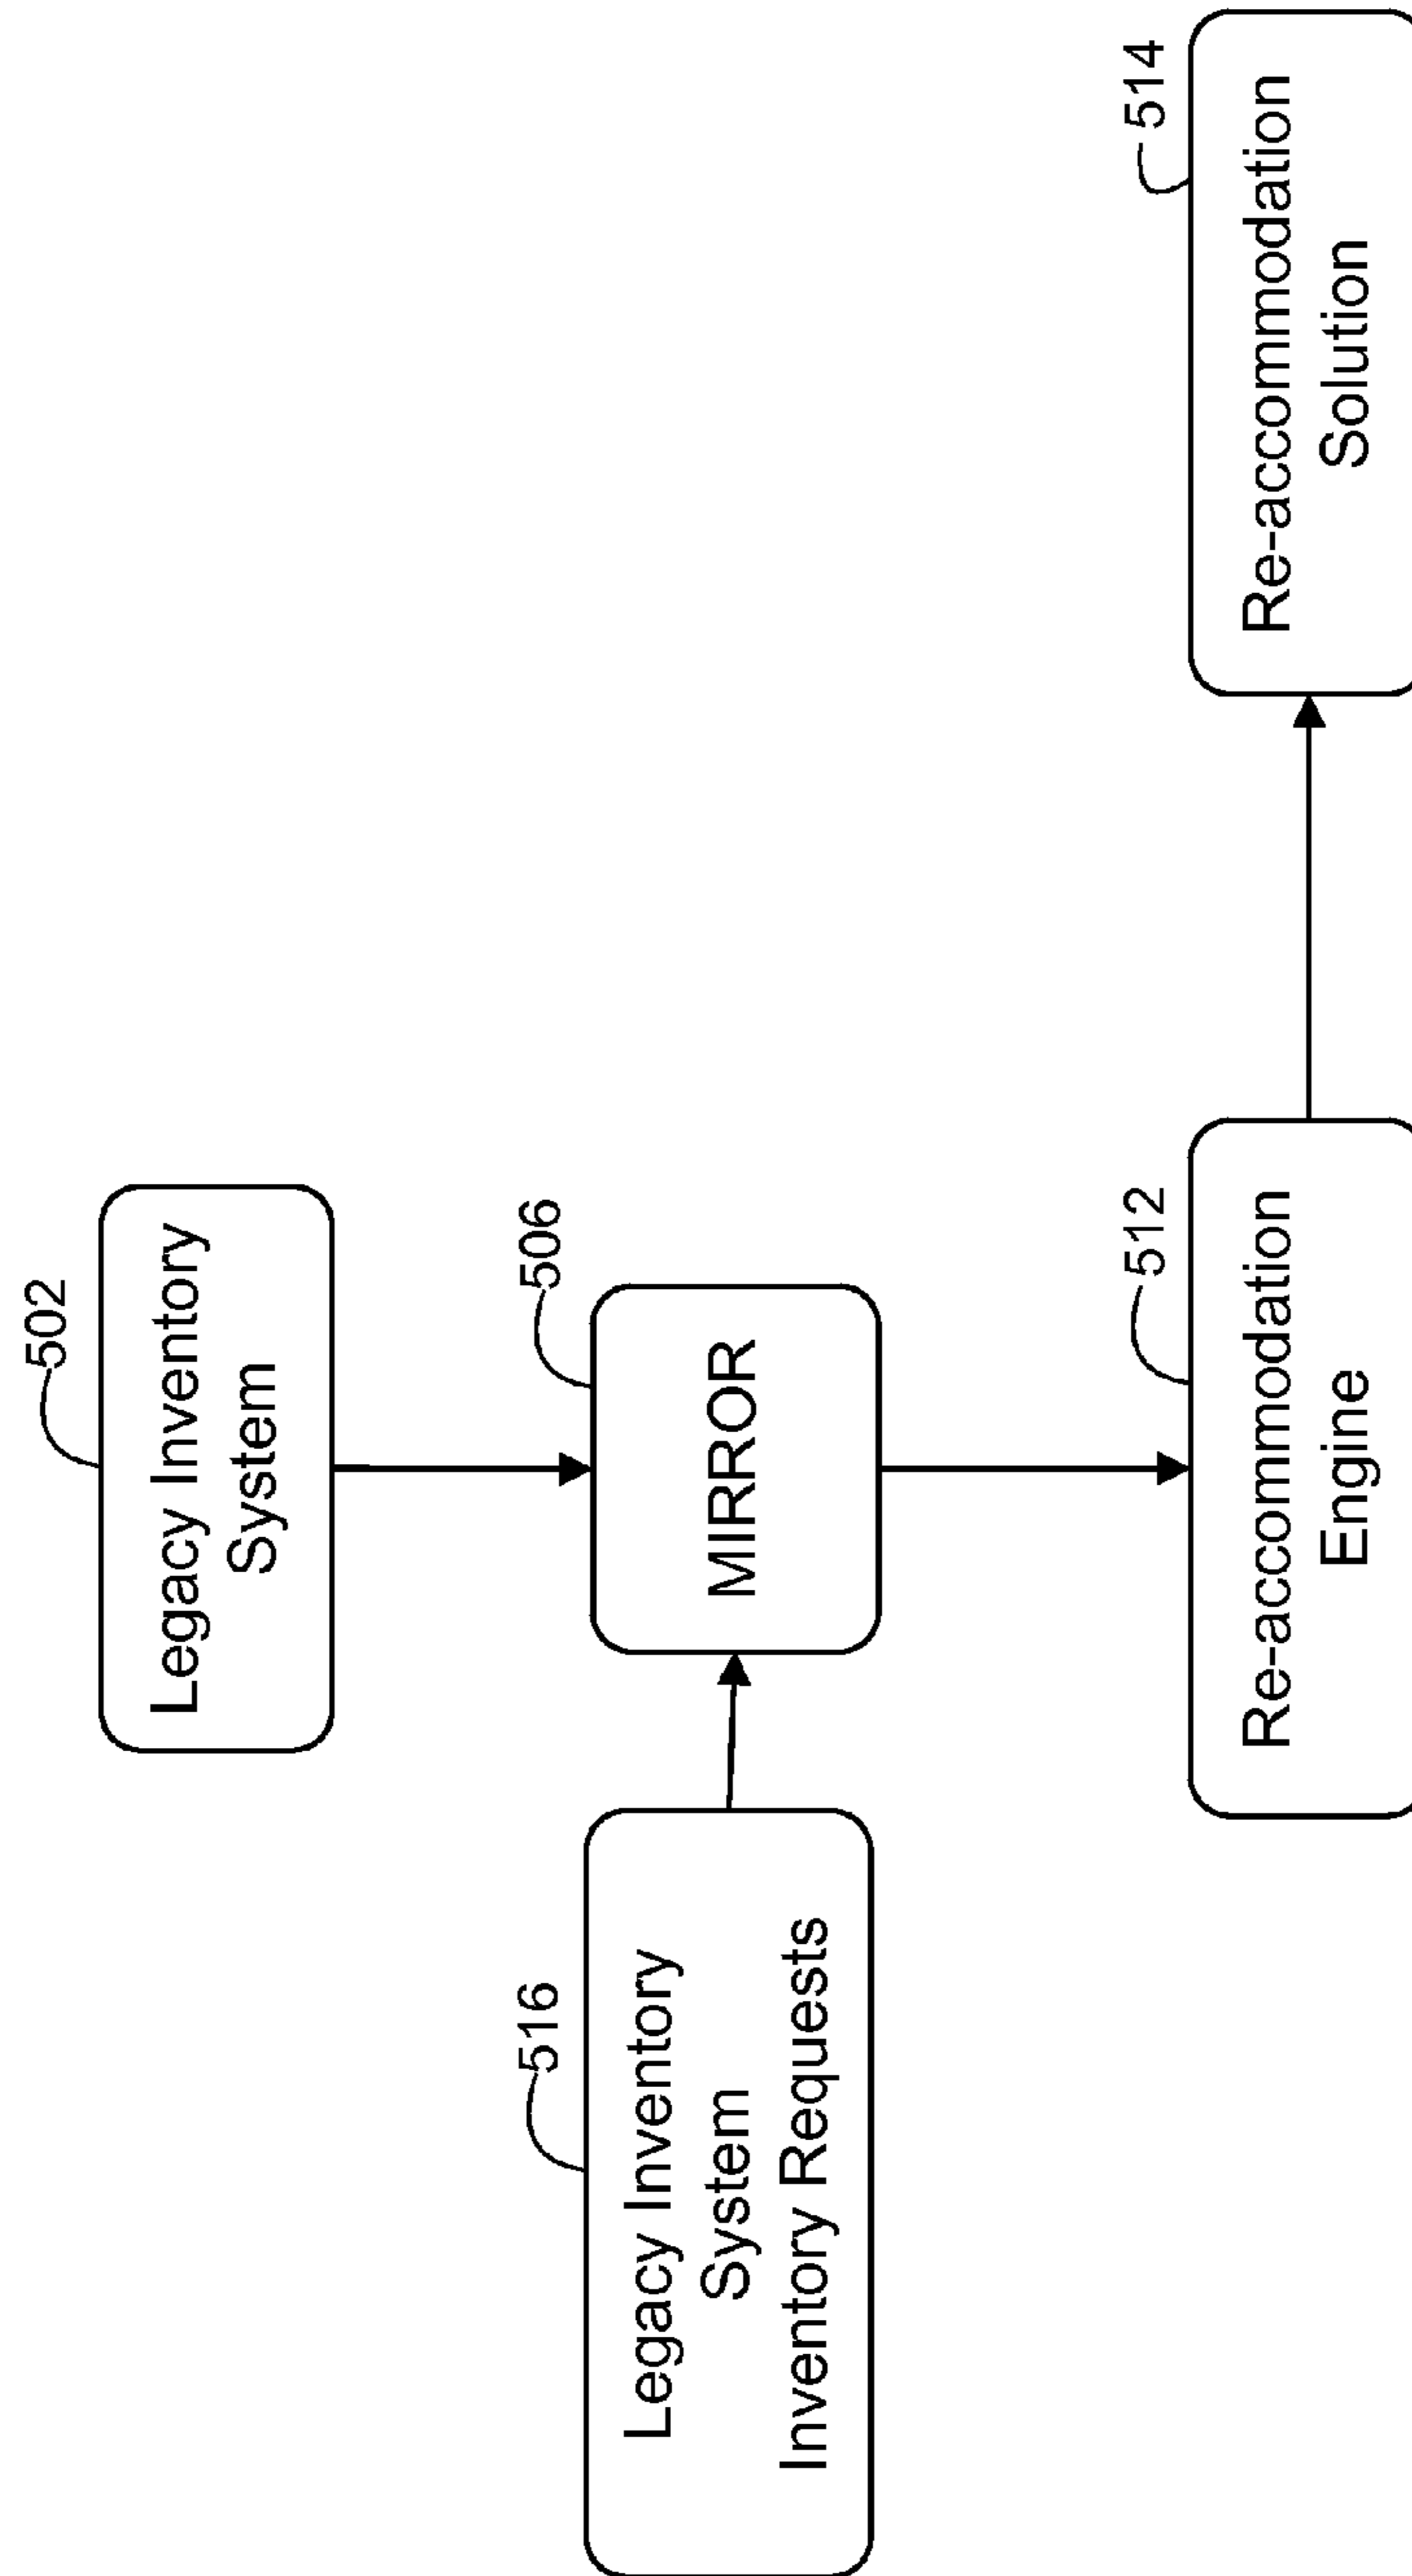 502
Legacy Inventory
System
516
Legacy Inventory
System
Inventory Requests
506
MIRROR
512
Re-accommodation
Engine
514
Re-accommodation
Solution